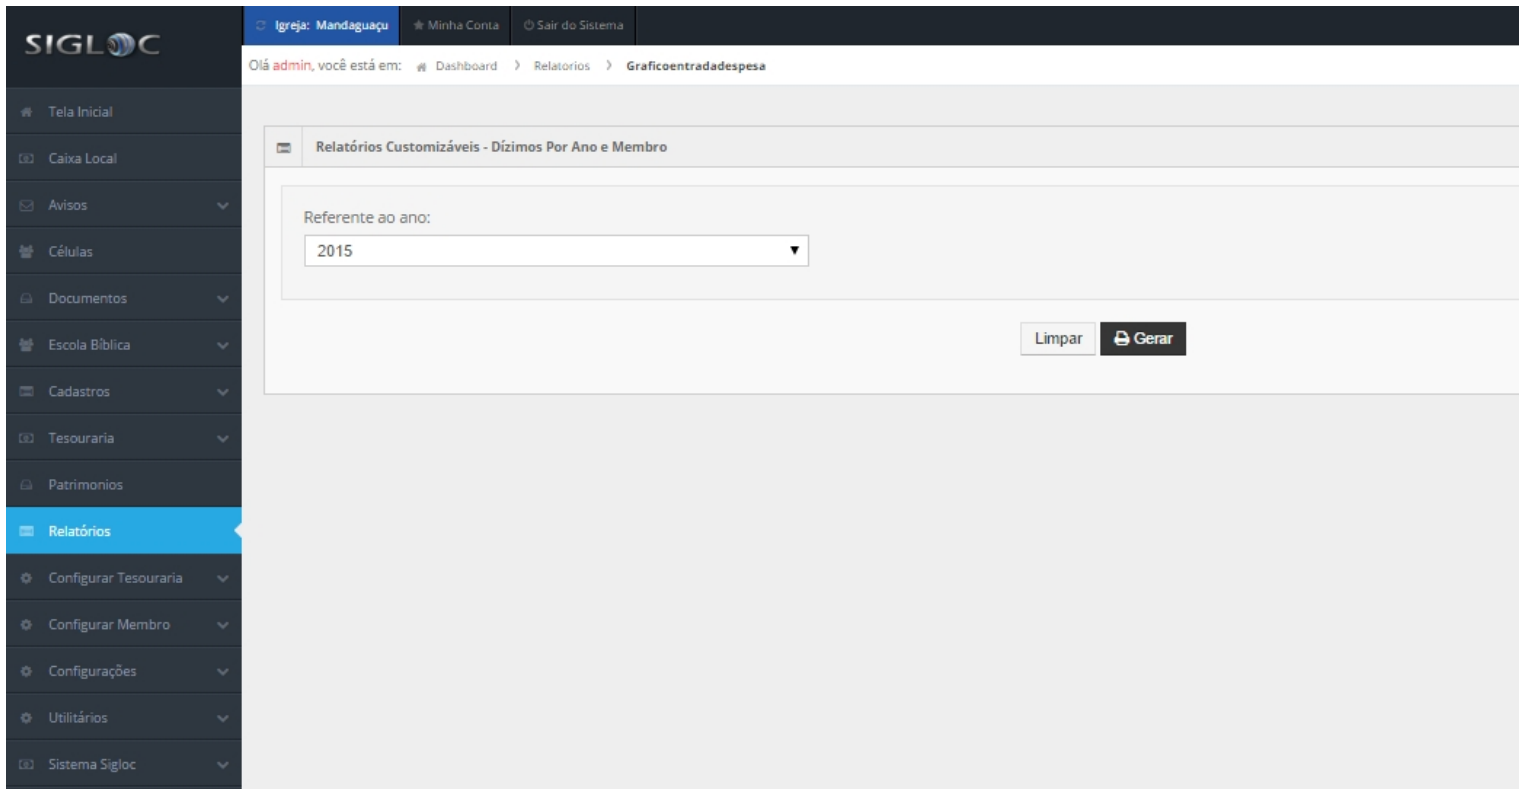 SIGLOC
Igreja: Mandaguaçu Minha Conta Sair do Sistema
Olá admin, você está em: Dashboard > Relatorios > Graficoentradadespesa
Tela Inicial
Caixa Local
Avisos
Células
Documentos
Escola Bíblica
Cadastros
Tesouraria
Patrimonios
Relatórios
Configurar Tesouraria
Configurar Membro
Configurações
Utilitários
Sistema Sigloc
Relatórios Customizáveis - Dízimos Por Ano e Membro
Referente ao ano:
2015
Limpar Gerar